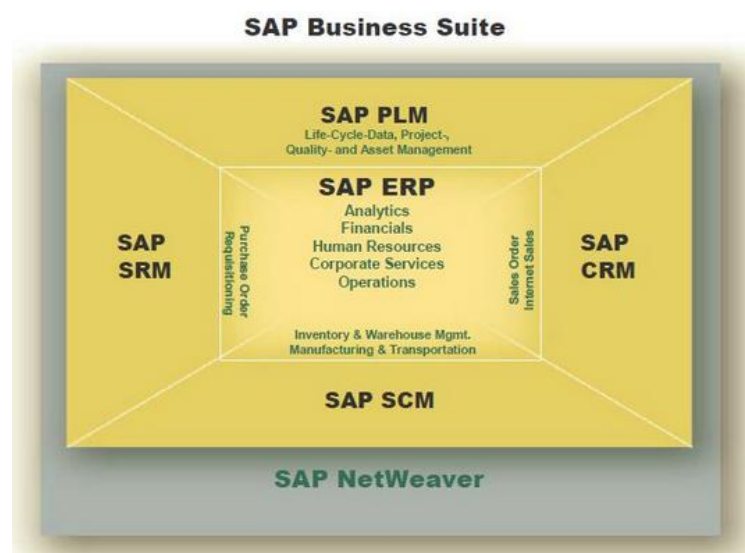 SAP Business Suite
SAP PLM
Life-Cycle-Data, Project-,
Quality- and Asset Management
SAP ERP
Analytics
Financials
Human Resources
Corporate Services
Operations
SAP
SRM
Purchase Order
Requisitioning
Sales Order
Internet Sales
SAP
CRM
Inventory & Warehouse Mgmt.
Manufacturing & Transportation
SAP SCM
SAP NetWeaver